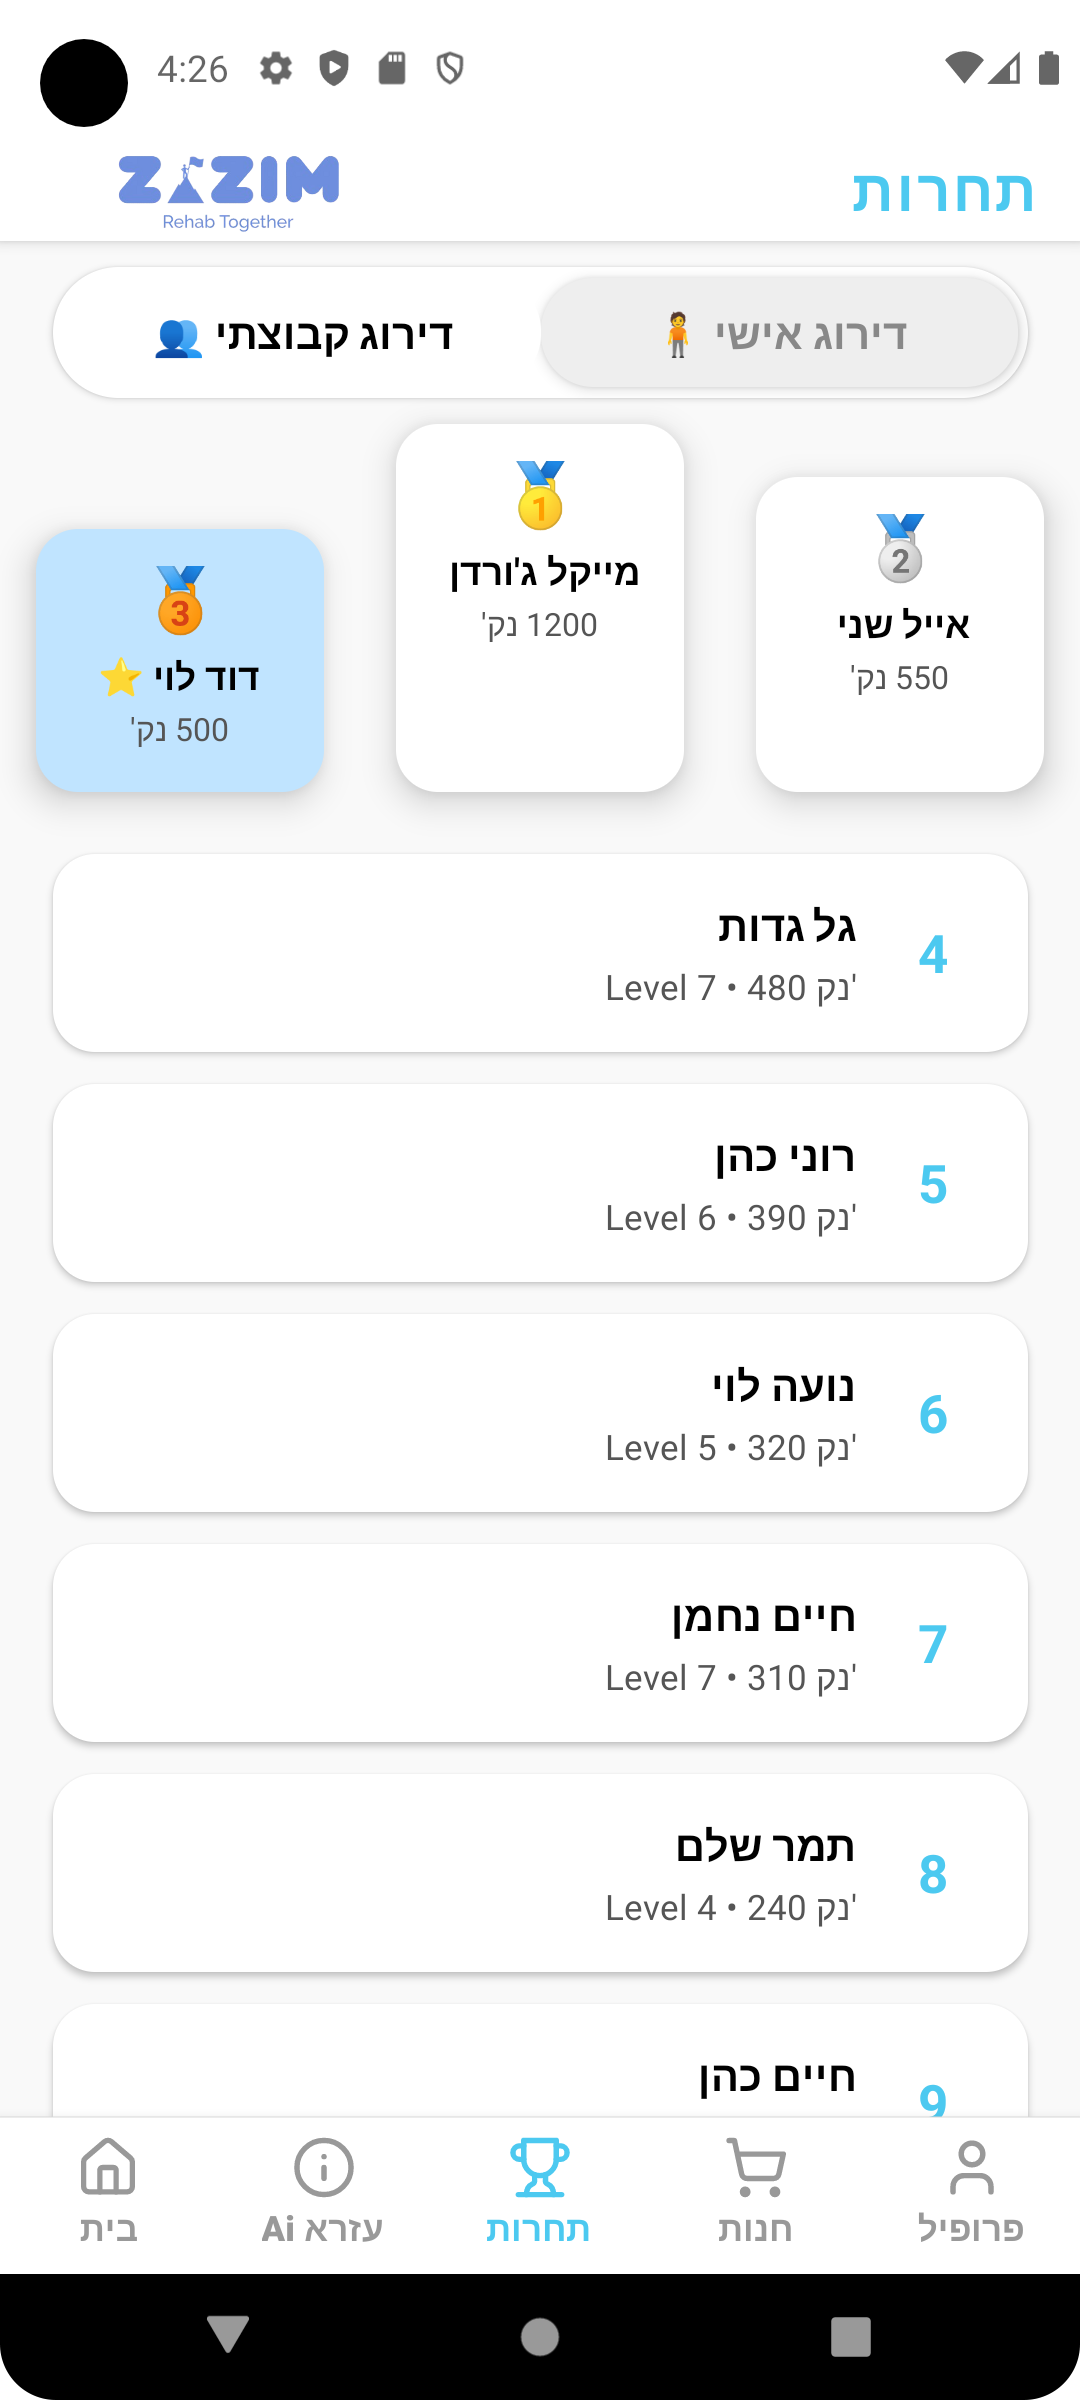 4:26
תחרות
ZAZIM
Rehab Together
דירוג אישי 🧍
דירוג קבוצתי 👥
1
מייקל ג'ורדן
1200 נק'
2
אייל שני
550 נק'
3
דוד לוי ⭐
500 נק'
4
גל גדות
Level 7 • 480 נק'
5
רוני כהן
Level 6 • 390 נק'
6
נועה לוי
Level 5 • 320 נק'
7
חיים נחמן
Level 7 • 310 נק'
8
תמר שלם
Level 4 • 240 נק'
9
חיים כהן
פרופיל
חנות
תחרות
עזרא Ai
בית